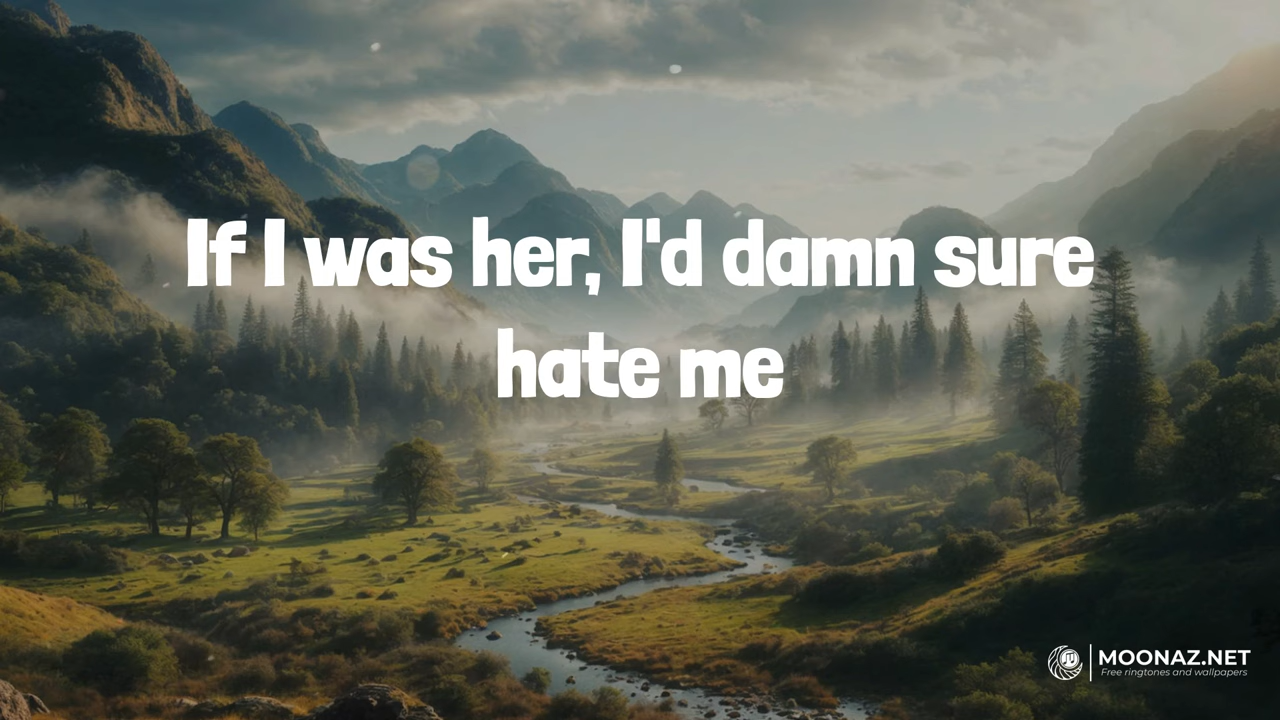 If I was her, I'd damn sure
hate me
MOONAZ.NET
Free ringtones and wallpapers